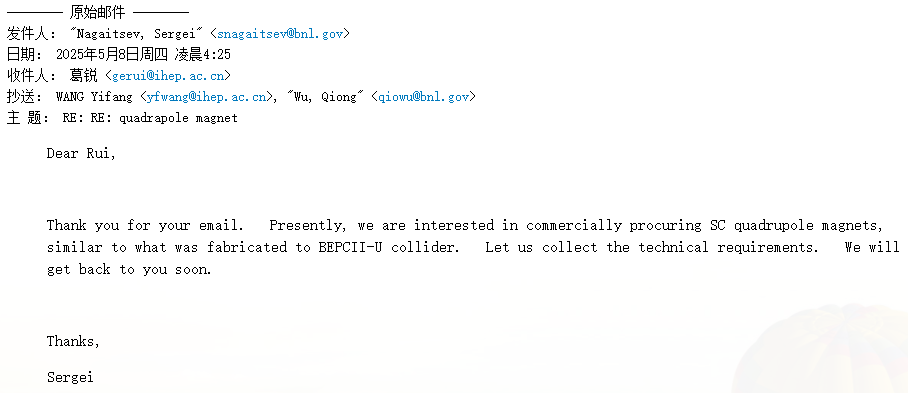 -------- 原始邮件 --------
发件人： "Nagaitsev, Sergei" <snagaitsev@bnl.gov>
日期： 2025年5月8日周四 凌晨4:25
收件人： 葛锐 <gerui@ihep.ac.cn>
抄送： WANG Yifang <yfwang@ihep.ac.cn>, "Wu, Qiong" <qiowu@bnl.gov>
主 题： RE: RE: quadrapole magnet
Dear Rui,
Thank you for your email.   Presently, we are interested in commercially procuring SC quadrupole magnets,
similar to what was fabricated to BEPCII-U collider.   Let us collect the technical requirements.   We will
get back to you soon.
Thanks,
Sergei